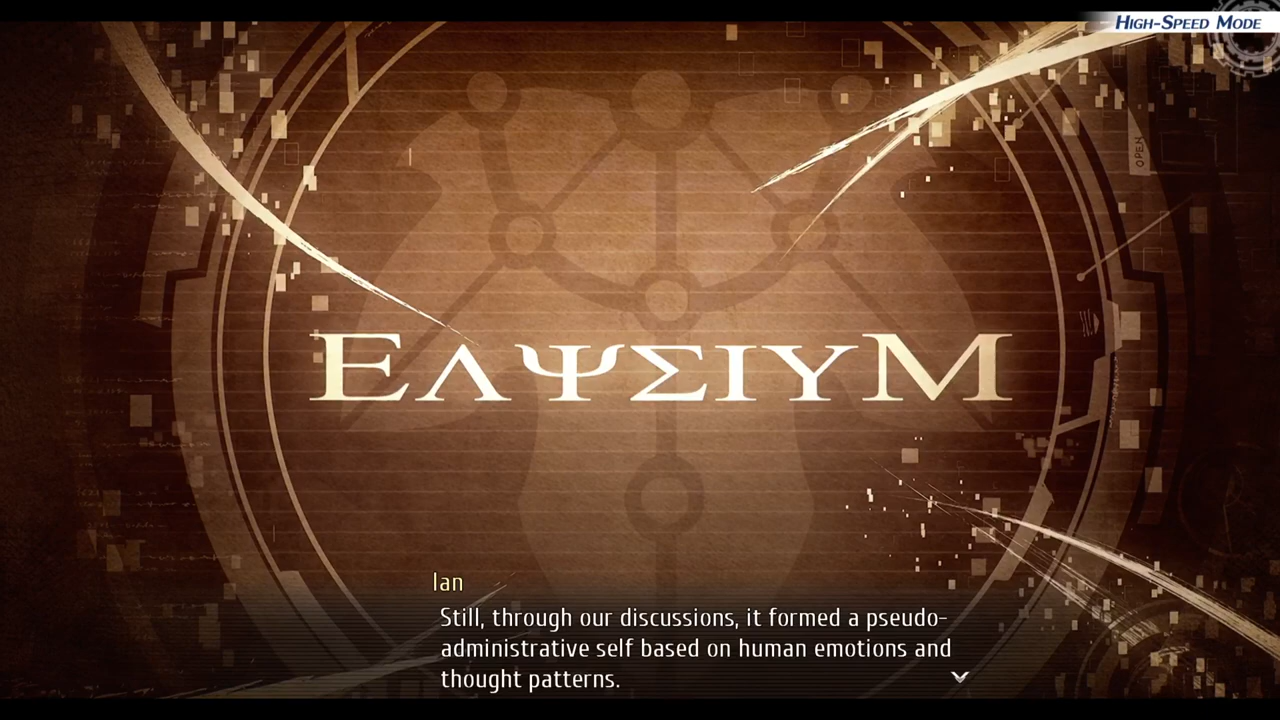 HIGH-SPEED MODE
OPEN
ΕΛΨΣΙΥΜ
Ian
Still, through our discussions, it formed a pseudo-
administrative self based on human emotions and
thought patterns.